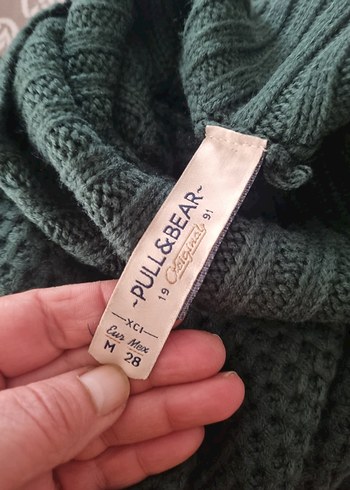 ~PULL&BEAR~
19 Original 91
—XCI—
Eur Mex
M 28